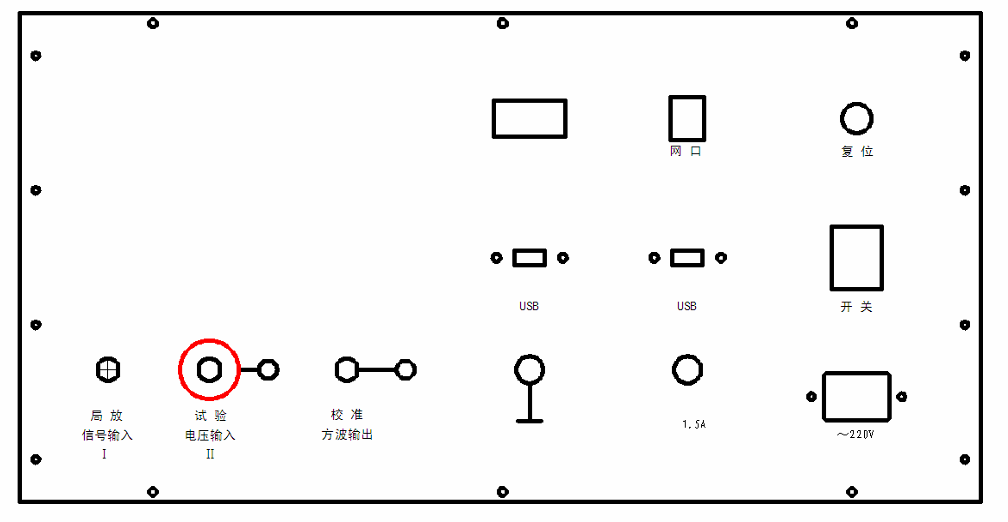 网 口
复 位
USB
USB
开 关
局 放
信号输入
I
试 验
电压输入
II
校 准
方波输出
1.5A
～220V